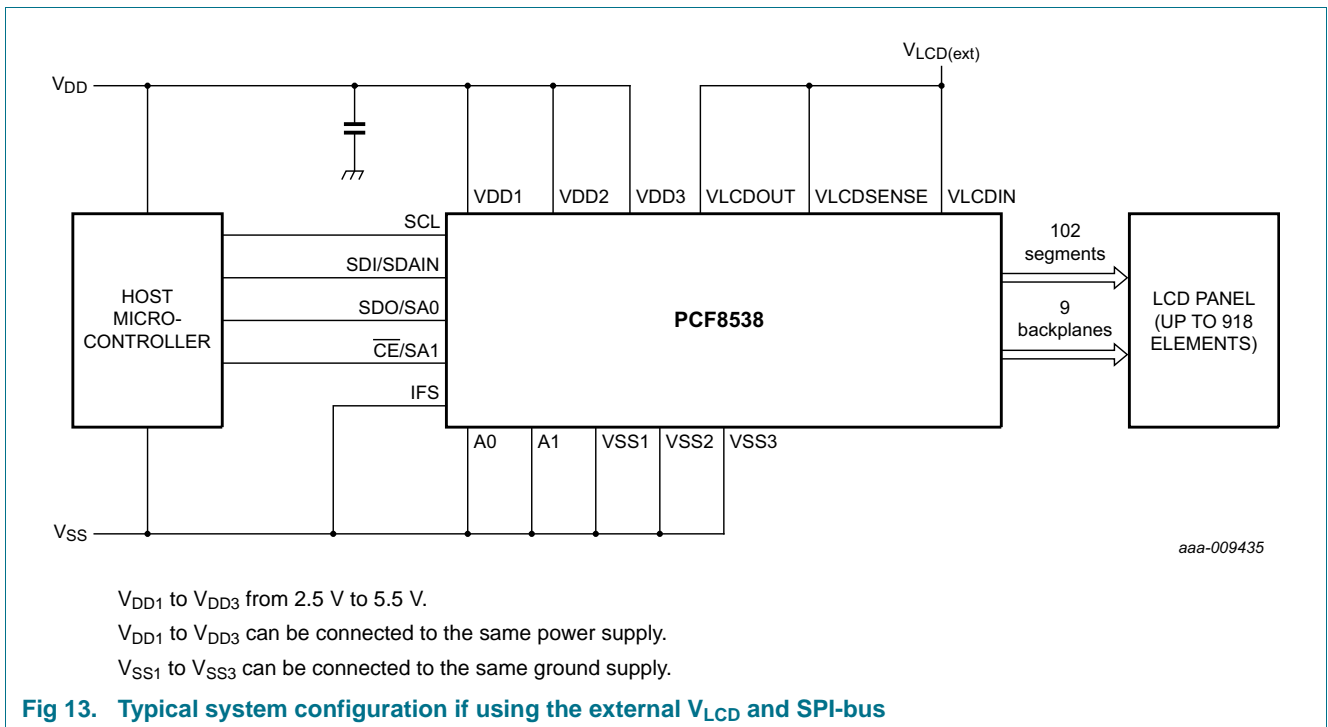 VLCD(ext)
VDD
VDD1 VDD2 VDD3 VLCDOUT VLCDSENSE VLCDIN
SCL
SDI/SDAIN
SDO/SA0
CE/SA1
IFS
HOST
MICRO-
CONTROLLER
PCF8538
102
segments
9
backplanes
LCD PANEL
(UP TO 918
ELEMENTS)
A0 A1 VSS1 VSS2 VSS3
VSS
aaa-009435
VDD1 to VDD3 from 2.5 V to 5.5 V.
VDD1 to VDD3 can be connected to the same power supply.
VSS1 to VSS3 can be connected to the same ground supply.
Fig 13. Typical system configuration if using the external VLCD and SPI-bus